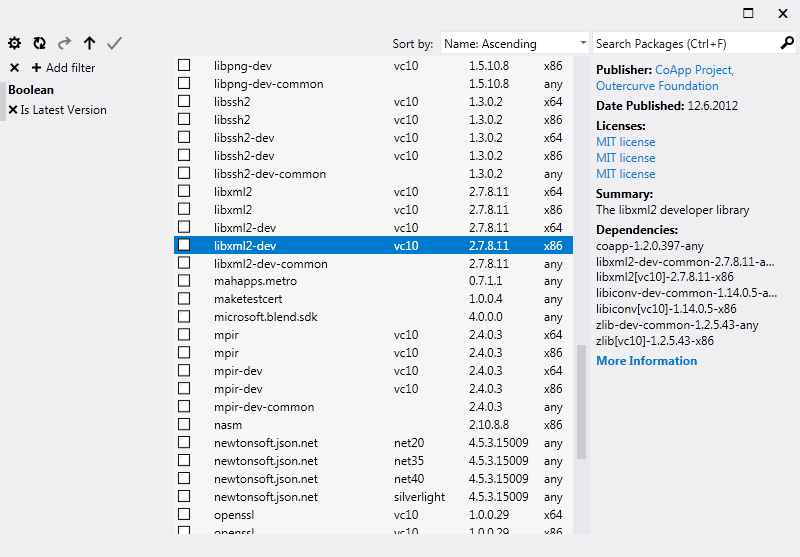 Sort by: Name: Ascending Search Packages (Ctrl+F)
Add filter
Boolean
Is Latest Version
libpng-dev vc10 1.5.10.8 x86
libpng-dev-common 1.5.10.8 any
libssh2 vc10 1.3.0.2 x64
libssh2 vc10 1.3.0.2 x86
libssh2-dev vc10 1.3.0.2 x64
libssh2-dev vc10 1.3.0.2 x86
libssh2-dev-common 1.3.0.2 any
libxml2 vc10 2.7.8.11 x64
libxml2 vc10 2.7.8.11 x86
libxml2-dev vc10 2.7.8.11 x64
libxml2-dev vc10 2.7.8.11 x86
libxml2-dev-common 2.7.8.11 any
mahapps.metro 0.7.1.1 any
maketestcert 1.0.0.4 any
microsoft.blend.sdk 4.0.0.0 any
mpir vc10 2.4.0.3 x64
mpir vc10 2.4.0.3 x86
mpir-dev vc10 2.4.0.3 x64
mpir-dev vc10 2.4.0.3 x86
mpir-dev-common 2.4.0.3 any
nasm 2.10.8.8 x86
newtonsoft.json.net net20 4.5.3.15009 any
newtonsoft.json.net net35 4.5.3.15009 any
newtonsoft.json.net net40 4.5.3.15009 any
newtonsoft.json.net silverlight 4.5.3.15009 any
openssl vc10 1.0.0.29 x64
openssl vc10 1.0.0.29 x86
Publisher: CoApp Project,
Outercurve Foundation
Date Published: 12.6.2012
Licenses:
MIT license
MIT license
MIT license
Summary:
The libxml2 developer library
Dependencies:
coapp-1.2.0.397-any
libxml2-dev-common-2.7.8.11-a...
libxml2[vc10]-2.7.8.11-x86
libiconv-dev-common-1.14.0.5-a...
libiconv[vc10]-1.14.0.5-x86
zlib-dev-common-1.2.5.43-any
zlib[vc10]-1.2.5.43-x86
More Information